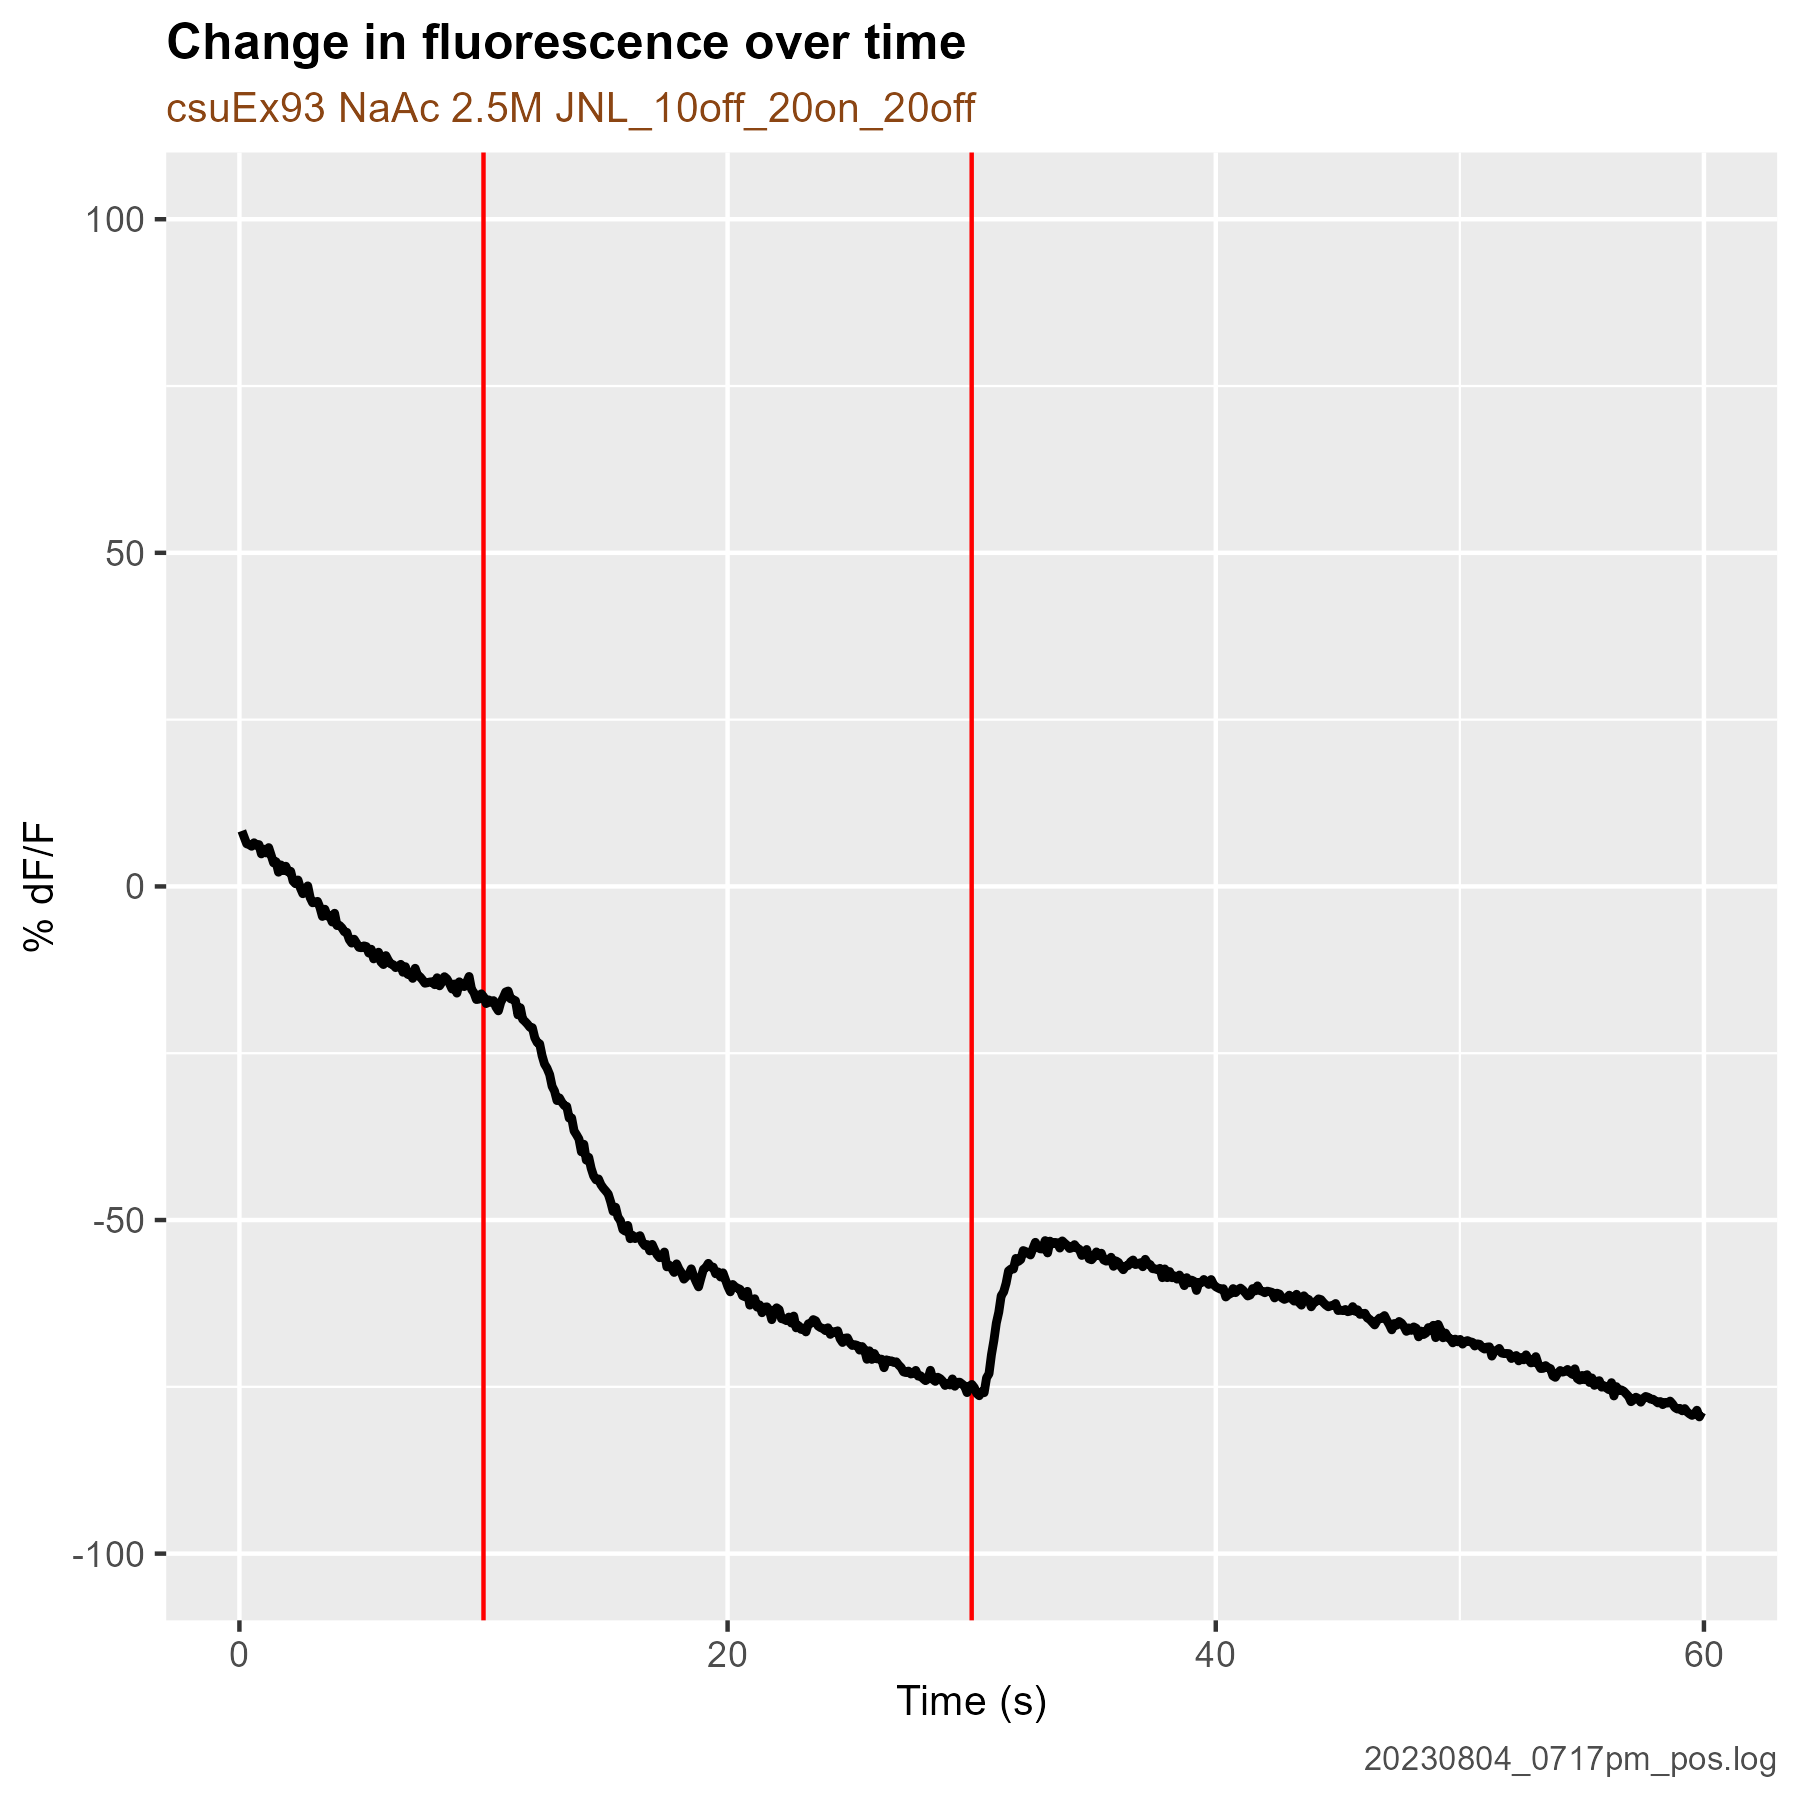 Change in fluorescence over time
csuEx93 NaAc 2.5M JNL_10off_20on_20off
% dF/F
100
50
0
-50
-100
0 20 40 60
Time (s)
20230804_0717pm_pos.log